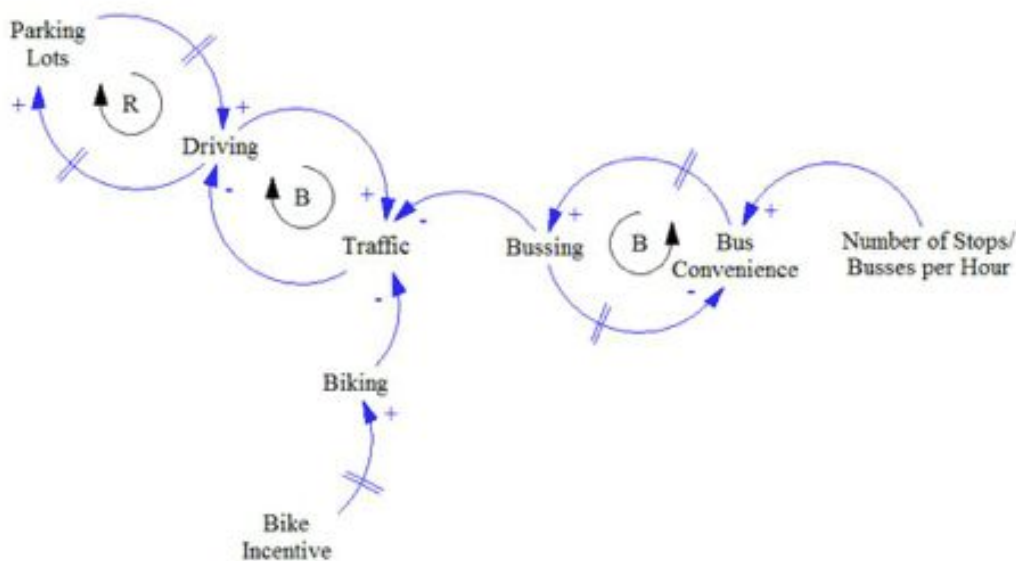 Parking
Lots
+
R
+
Driving
-
B
+
Traffic
-
-
Bussing
+
B
Bus
Convenience
+
-
Number of Stops/
Busses per Hour
Biking
+
Bike
Incentive